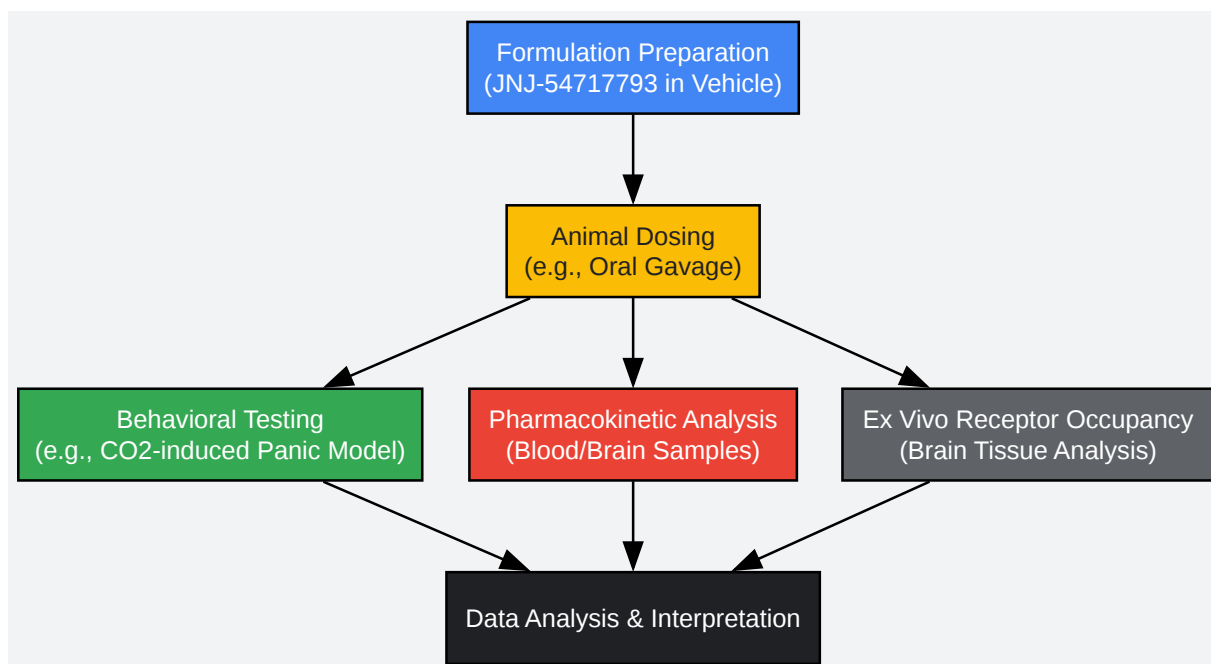 Formulation Preparation
(JNJ-54717793 in Vehicle)
Animal Dosing
(e.g., Oral Gavage)
Behavioral Testing
(e.g., CO2-induced Panic Model)
Pharmacokinetic Analysis
(Blood/Brain Samples)
Ex Vivo Receptor Occupancy
(Brain Tissue Analysis)
Data Analysis & Interpretation